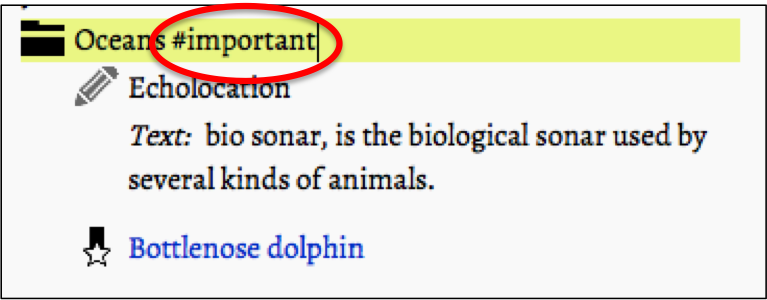 Oceans #important
Echolocation
Text: bio sonar, is the biological sonar used by
several kinds of animals.
Bottlenose dolphin